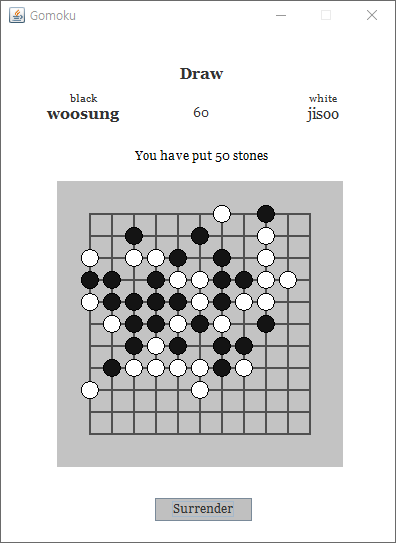 Gomoku
Draw
black
white
woosung
60
jisoo
You have put 50 stones
Surrender